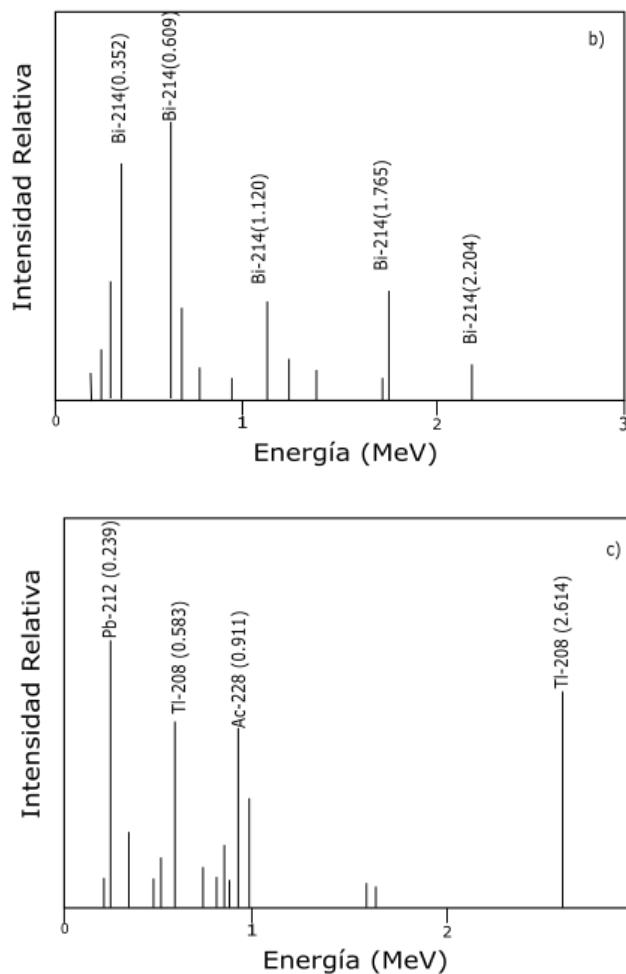 b)
Intensidad Relativa
Bi-214(0.352)
Bi-214(0.609)
Bi-214(1.120)
Bi-214(1.765)
Bi-214(2.204)
0 1 2 3
Energía (MeV)
c)
Intensidad Relativa
Pb-212 (0.239)
Tl-208 (0.583)
Ac-228 (0.911)
Tl-208 (2.614)
0 1 2
Energía (MeV)